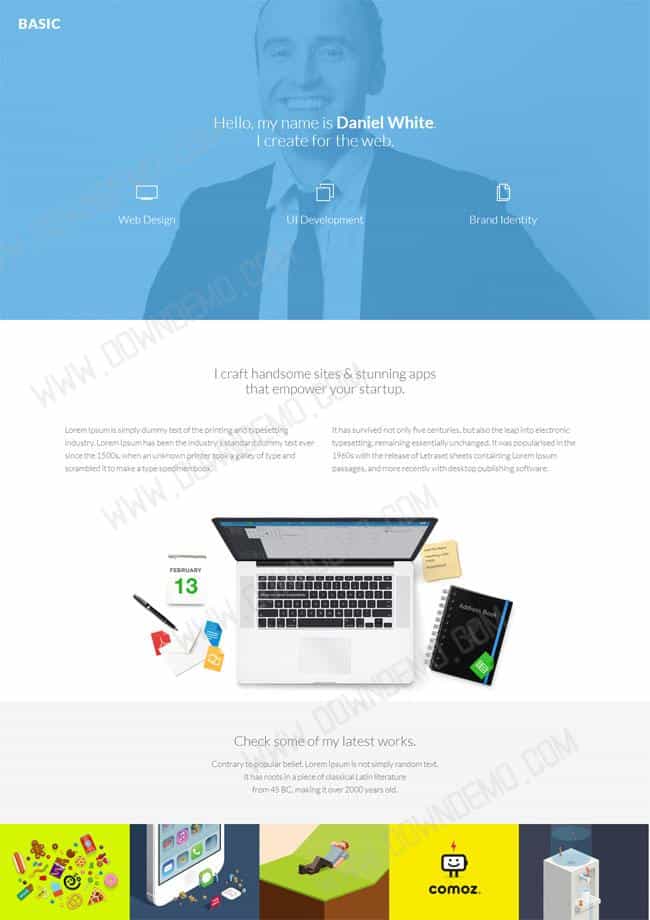 BASIC
Hello, my name is Daniel White.
I create for the web.
Web Design
UI Development
Brand Identity
I craft handsome sites & stunning apps
that empower your startup.
Lorem Ipsum is simply dummy text of the printing and typesetting
industry. Lorem Ipsum has been the industry's standard dummy text ever
since the 1500s, when an unknown printer took a galley of type and
scrambled it to make a type specimen book.
It has survived not only five centuries, but also the leap into electronic
typesetting, remaining essentially unchanged. It was popularised in the
1960s with the release of Letraset sheets containing Lorem Ipsum
passages, and more recently with desktop publishing software.
FEBRUARY
13
Address Book
Check some of my latest works.
Contrary to popular belief, Lorem Ipsum is not simply random text.
It has roots in a piece of classical Latin literature
from 45 BC, making it over 2000 years old.
comoz.
WWW.DOWNDEMO.COM
WWW.DOWNDEMO.COM
WWW.DOWNDEMO.COM
WWW.DOWNDEMO.COM
WWW.DOWNDEMO.COM